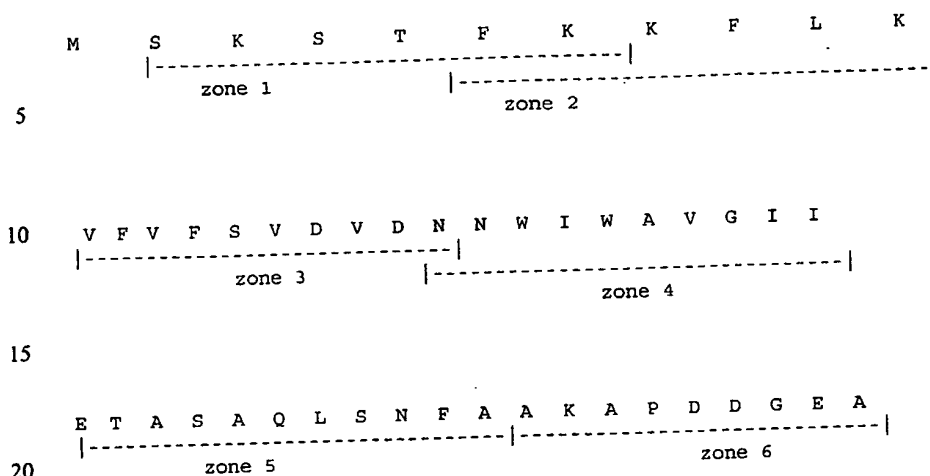 M S K S T F K K F L K
|-----------------------------|
|------------------------------
zone 1 zone 2
5
10 V F V F S V D V D N N W I W A V G I I
|-----------------------|
|--------------------------|
zone 3 zone 4
15
E T A S A Q L S N F A A K A P D D G E A
|--------------------------|-----------------------|
20 zone 5 zone 6